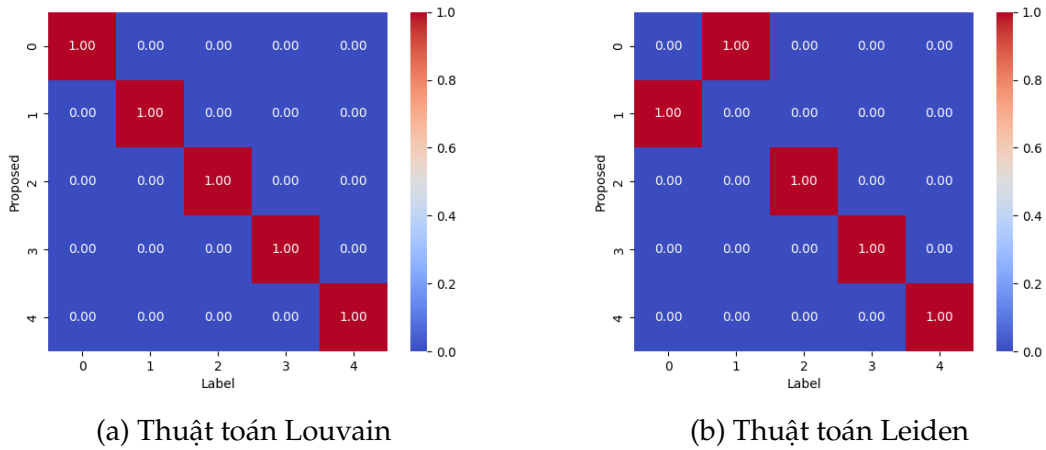 0 1.00 0.00 0.00 0.00 0.00
1 0.00 1.00 0.00 0.00 0.00
2 0.00 0.00 1.00 0.00 0.00
3 0.00 0.00 0.00 1.00 0.00
4 0.00 0.00 0.00 0.00 1.00
0 1 2 3 4
Label
Proposed
1.0
0.8
0.6
0.4
0.2
0.0
(a) Thuật toán Louvain
0 0.00 1.00 0.00 0.00 0.00
1 1.00 0.00 0.00 0.00 0.00
2 0.00 0.00 1.00 0.00 0.00
3 0.00 0.00 0.00 1.00 0.00
4 0.00 0.00 0.00 0.00 1.00
0 1 2 3 4
Label
Proposed
1.0
0.8
0.6
0.4
0.2
0.0
(b) Thuật toán Leiden